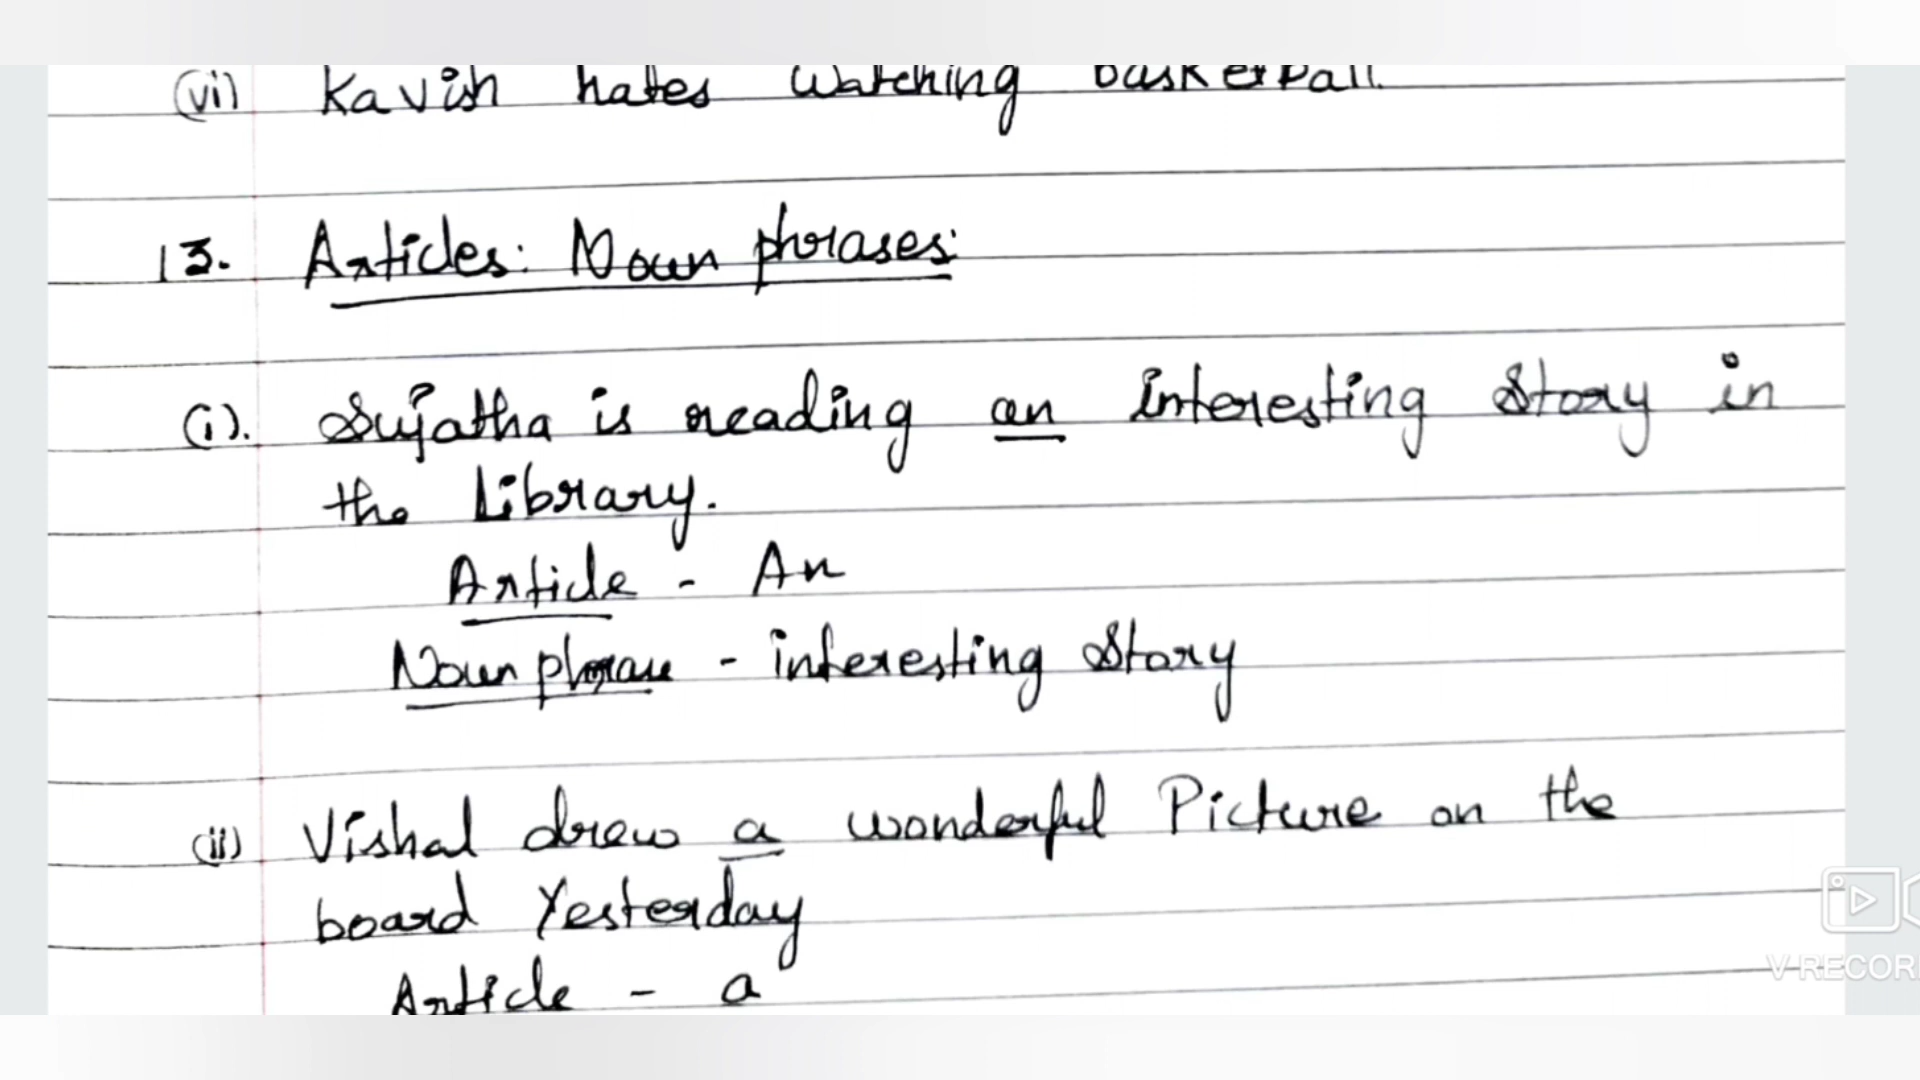 (vi) Kavish hates watching basketball.
13. Articles: Noun phrases:
(i). Sujatha is reading an interesting story in
the Library.
Article - An
Noun phrase - interesting story
(ii) Vishal drew a wonderful Picture on the
board Yesterday
Article - a
V RECOR